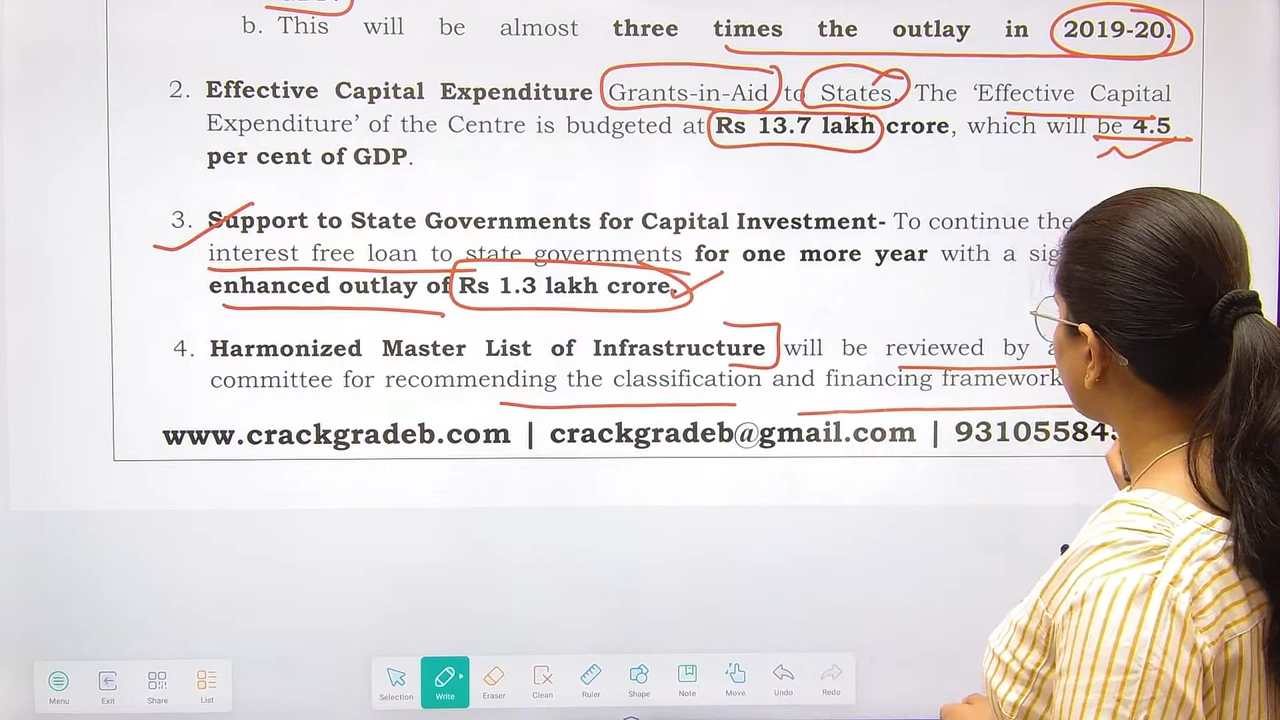 b. This will be almost three times the outlay in 2019-20.
2. Effective Capital Expenditure Grants-in-Aid to States. The ‘Effective Capital
Expenditure’ of the Centre is budgeted at Rs 13.7 lakh crore, which will be 4.5
per cent of GDP.
3. Support to State Governments for Capital Investment- To continue the
interest free loan to state governments for one more year with a
enhanced outlay of Rs 1.3 lakh crore.
4. Harmonized Master List of Infrastructure will be reviewed by
committee for recommending the classification and financing framework
www.crackgradeb.com | crackgradeb@gmail.com | 93105584
Menu Exit Share List Selection Write Eraser Clean Ruler Shape Note Move Undo Redo